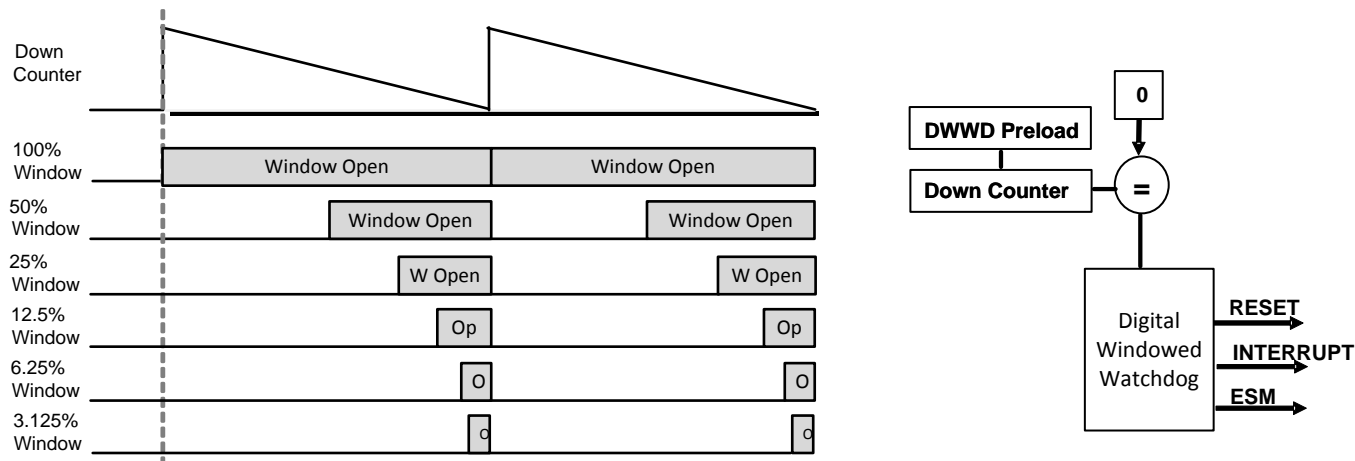 Down
Counter
100%
Window
Window Open
Window Open
50%
Window
Window Open
Window Open
25%
Window
W Open
W Open
12.5%
Window
Op
Op
6.25%
Window
O
O
3.125%
Window
O
O
0
DWWD Preload
Down Counter
=
Digital
Windowed
Watchdog
RESET
INTERRUPT
ESM